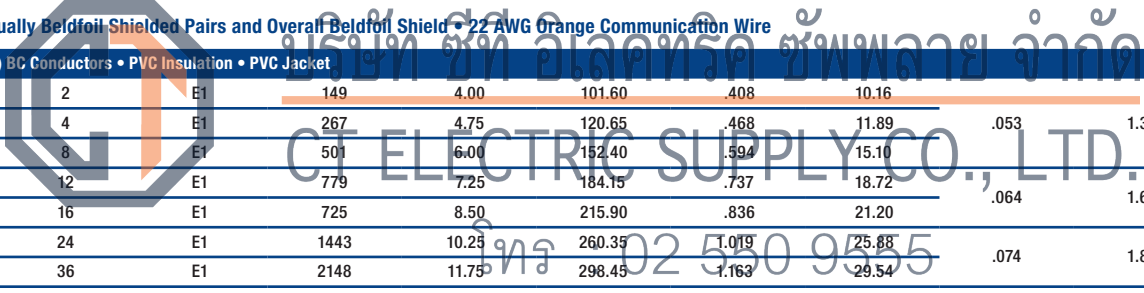 ually Beldfoil Shielded Pairs and Overall Beldfoil Shield • 22 AWG Orange Communication Wire
บริษัท ซีที อิเลคทริค ซัพพลาย จำกัด
BC Conductors • PVC Insulation • PVC Jacket
2 E1 149 4.00 101.60 .408 10.16
4 E1 267 4.75 120.65 .468 11.89 .053 1.3
CT ELECTRIC SUPPLY CO., LTD.
8 E1 501 6.00 152.40 .594 15.10
12 E1 779 7.25 184.15 .737 18.72 .064 1.6
16 E1 725 8.50 215.90 .836 21.20
โทร : 02 550 9555
24 E1 1443 10.25 260.35 1.019 25.88 .074 1.8
36 E1 2148 11.75 298.45 1.163 29.54